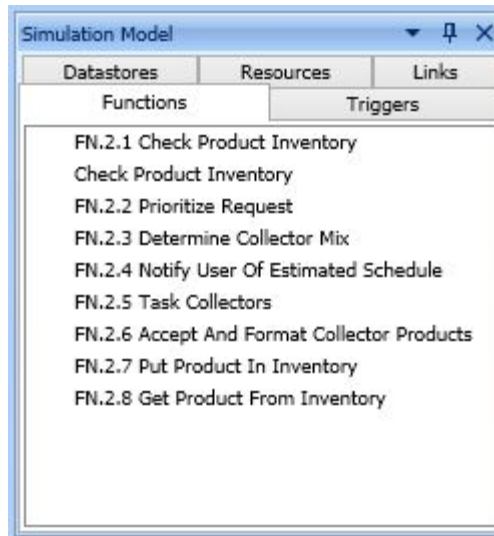 Simulation Model
Datastores Resources Links
Functions Triggers
FN.2.1 Check Product Inventory
Check Product Inventory
FN.2.2 Prioritize Request
FN.2.3 Determine Collector Mix
FN.2.4 Notify User Of Estimated Schedule
FN.2.5 Task Collectors
FN.2.6 Accept And Format Collector Products
FN.2.7 Put Product In Inventory
FN.2.8 Get Product From Inventory